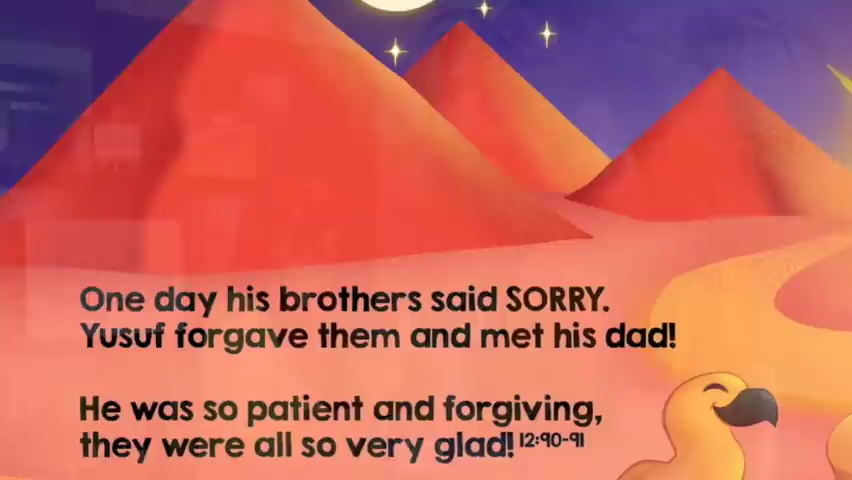 One day his brothers said SORRY.
Yusuf forgave them and met his dad!
He was so patient and forgiving,
they were all so very glad! 12:90-91